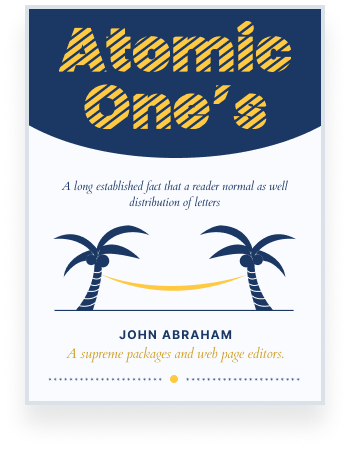 Atomic
One's
A long established fact that a reader normal as well
distribution of letters
JOHN ABRAHAM
A supreme packages and web page editors.